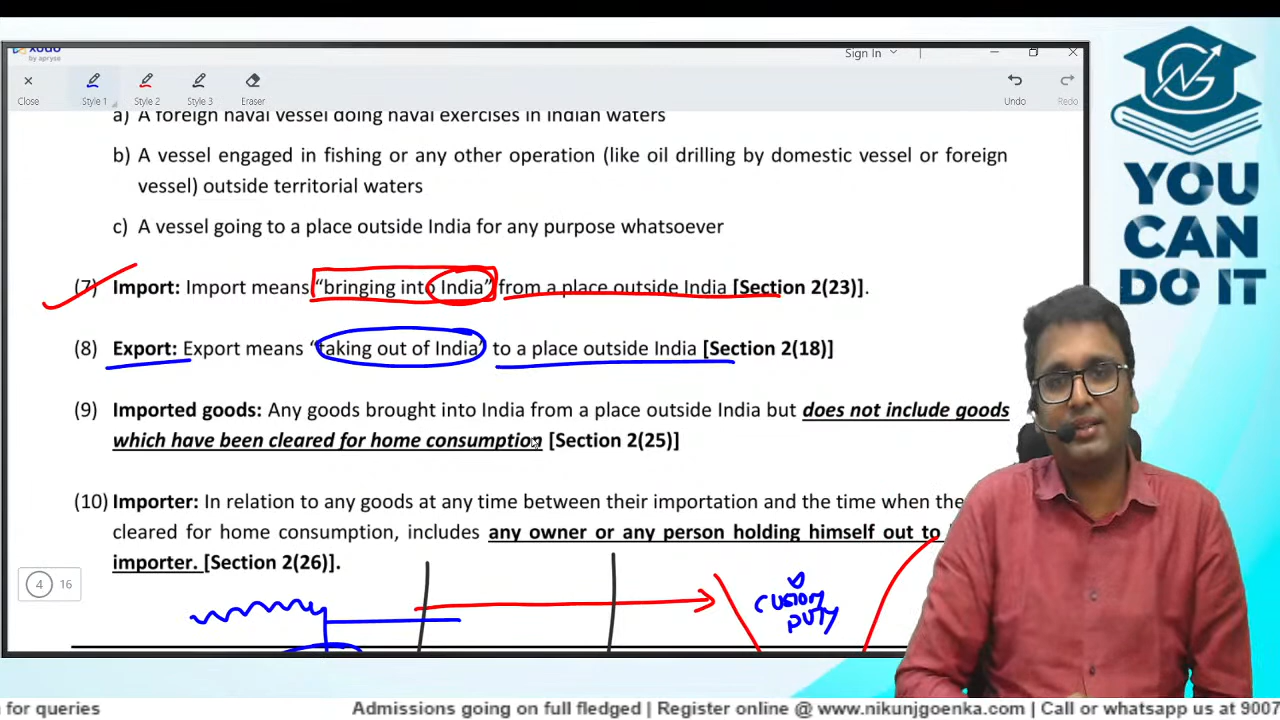 xodo
by apryse
Sign In
Close
Style 1
Style 2
Style 3
Eraser
Undo
Redo
a) A foreign naval vessel doing naval exercises in Indian waters
b) A vessel engaged in fishing or any other operation (like oil drilling by domestic vessel or foreign
vessel) outside territorial waters
c) A vessel going to a place outside India for any purpose whatsoever
(7) Import: Import means “bringing into India” from a place outside India [Section 2(23)].
(8) Export: Export means “taking out of India” to a place outside India [Section 2(18)]
(9) Imported goods: Any goods brought into India from a place outside India but does not include goods
which have been cleared for home consumption [Section 2(25)]
(10) Importer: In relation to any goods at any time between their importation and the time when the
cleared for home consumption, includes any owner or any person holding himself out to
importer. [Section 2(26)].
4 16
custom
DUTY
NG
YOU
CAN
DO IT
n for queries
Admissions going on full fledged | Register online @ www.nikunjgoenka.com | Call or whatsapp us at 9007